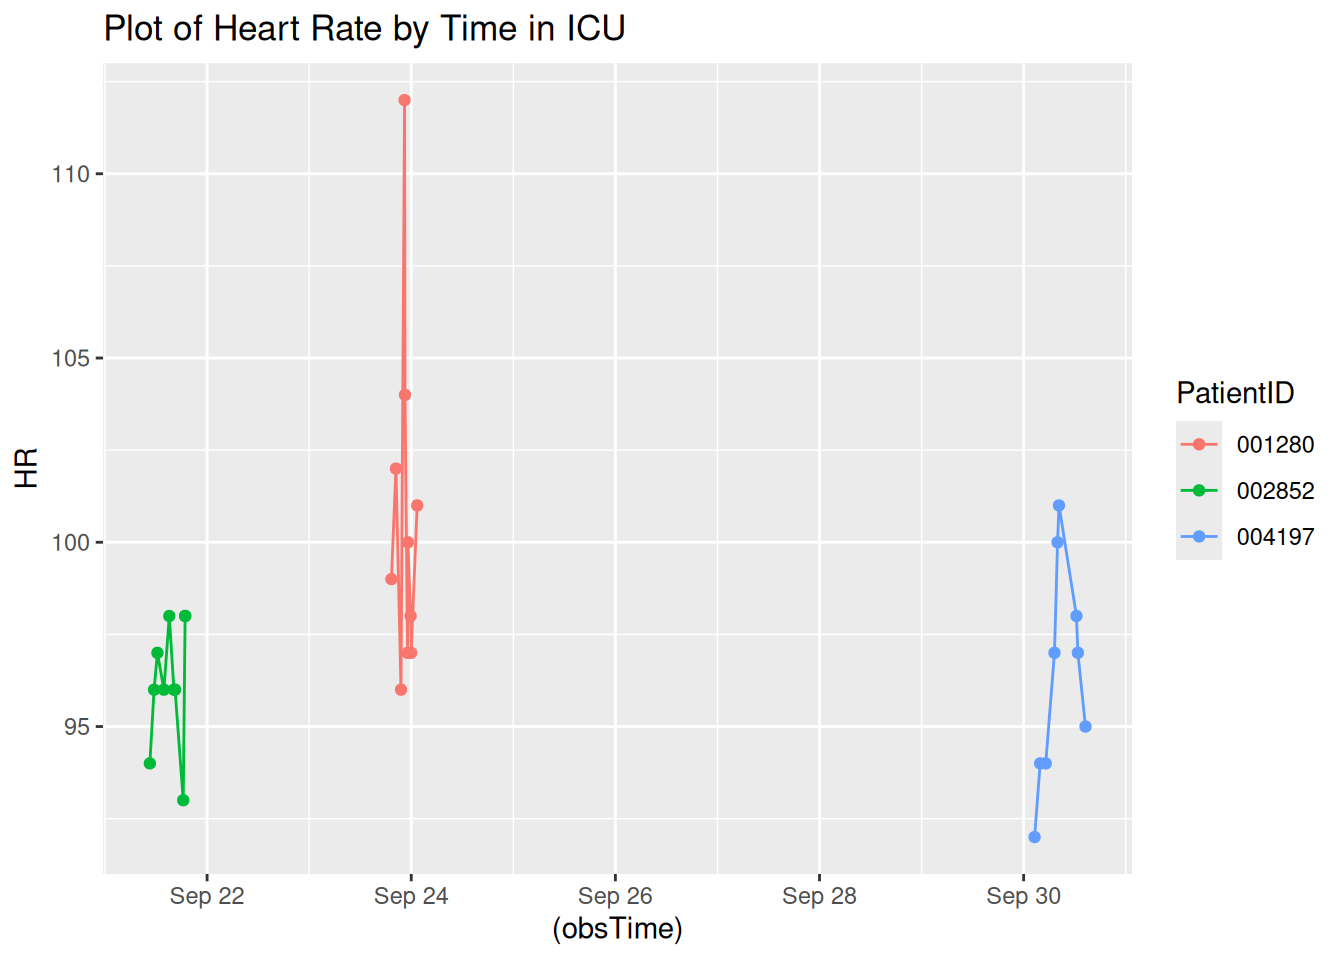 Plot of Heart Rate by Time in ICU
110
105
100
95
HR
Sep 22
Sep 24
Sep 26
Sep 28
Sep 30
(obsTime)
PatientID
001280
002852
004197